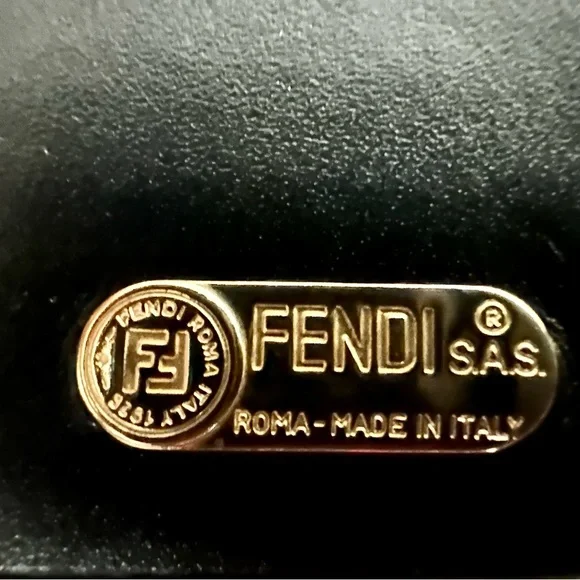 FENDI ROMA ITALY 1925
FF
FENDI® S.A.S.
ROMA-MADE IN ITALY